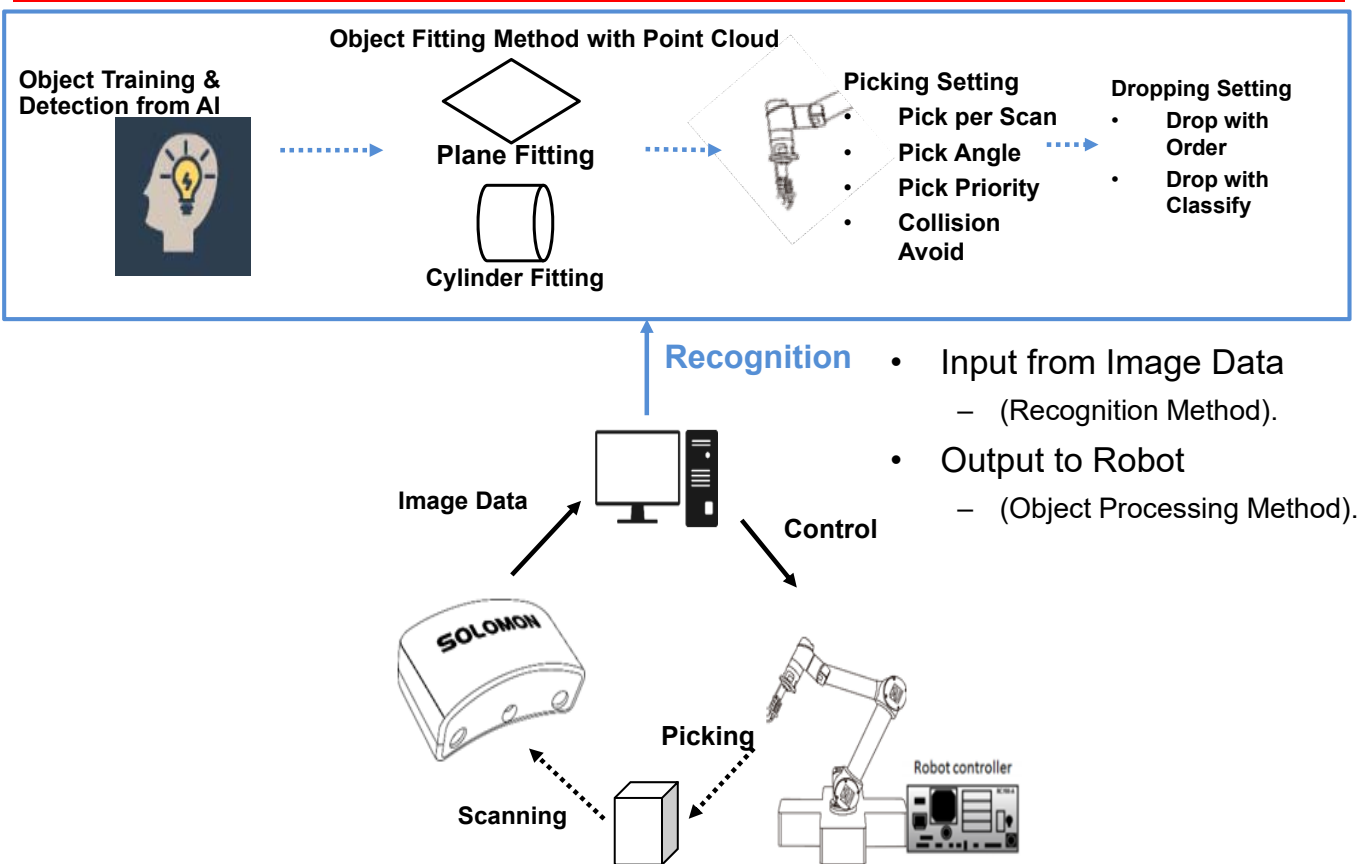 Object Fitting Method with Point Cloud
Object Training &
Detection from AI
Plane Fitting
Cylinder Fitting
Picking Setting
• Pick per Scan
• Pick Angle
• Pick Priority
• Collision
Avoid
Dropping Setting
• Drop with
Order
• Drop with
Classify
Recognition
• Input from Image Data
– (Recognition Method).
• Output to Robot
– (Object Processing Method).
Image Data
Control
SOLOMON
Picking
Scanning
Robot controller